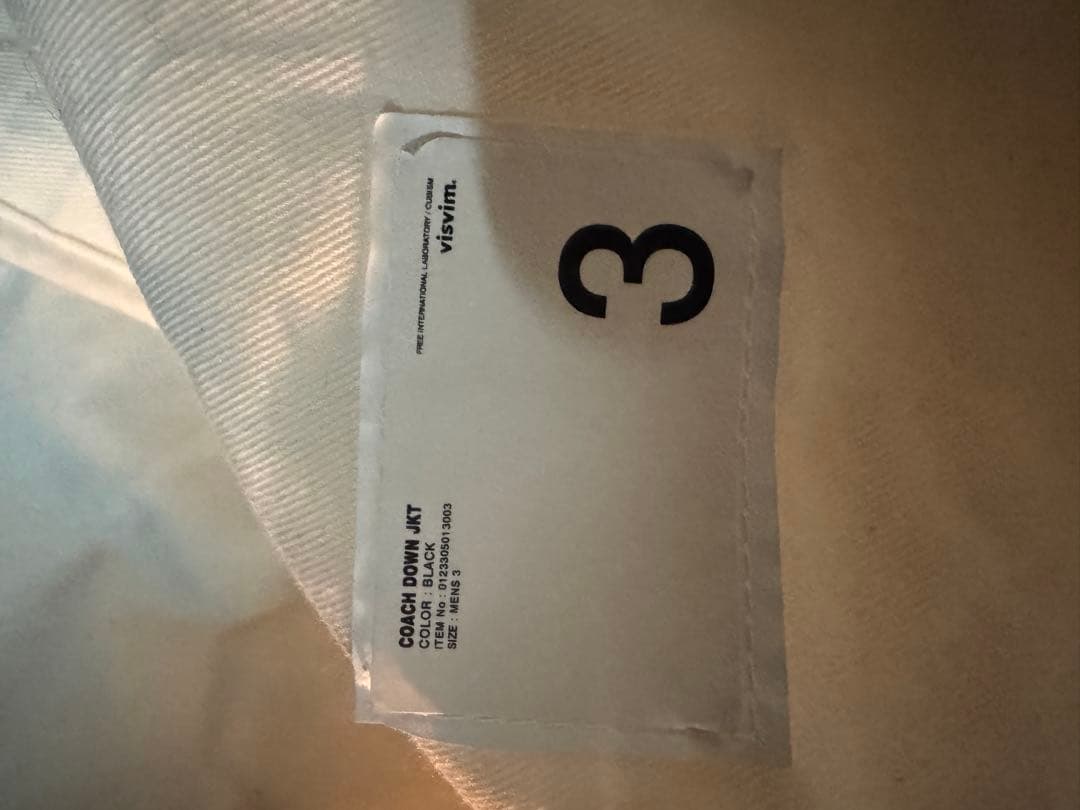 visvim.
FREE INTERNATIONAL LABORATORY / CUBISM
3
COACH DOWN JKT
COLOR : BLACK
ITEM No : 0123305013003
SIZE : MENS 3